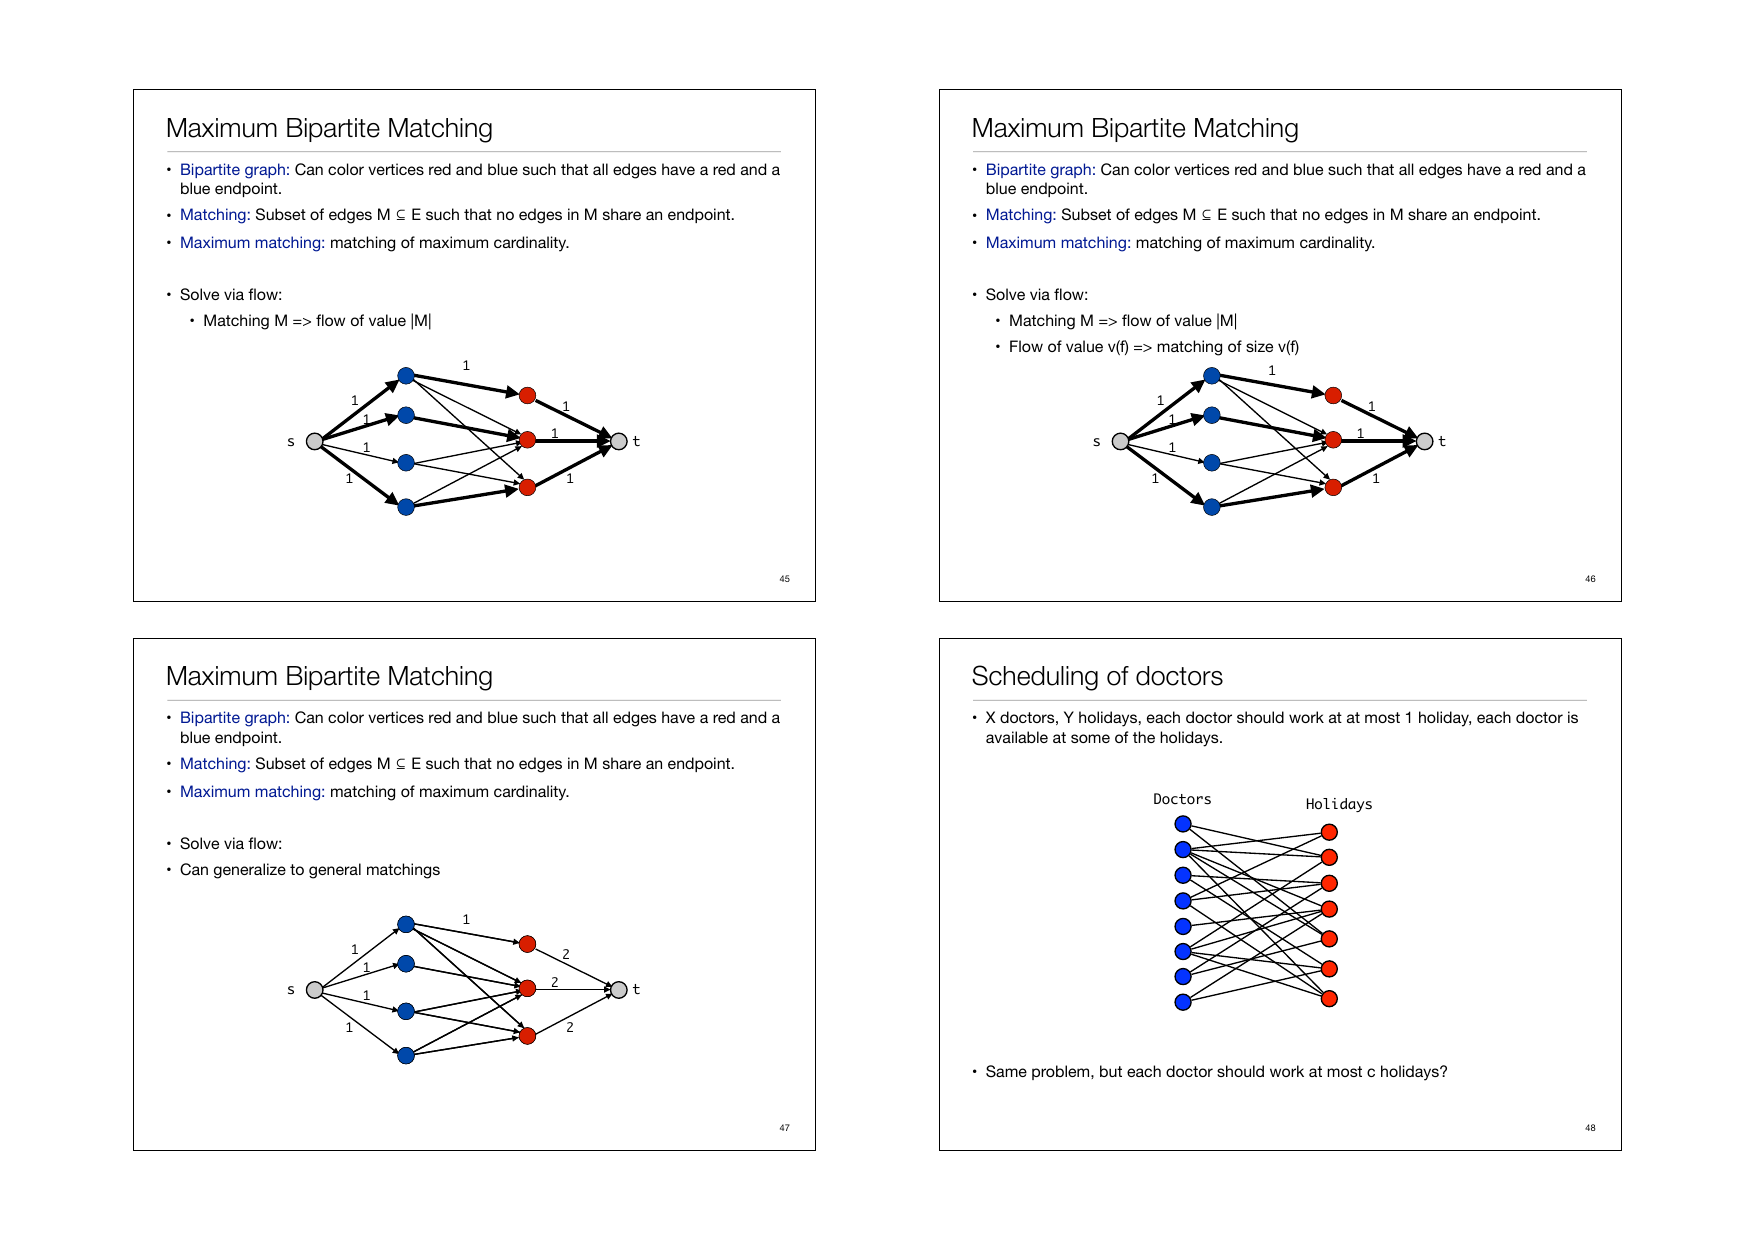 Maximum Bipartite Matching
• Bipartite graph: Can color vertices red and blue such that all edges have a red and a
blue endpoint.
• Matching: Subset of edges M ⊆ E such that no edges in M share an endpoint.
• Maximum matching: matching of maximum cardinality.
• Solve via flow:
• Matching M => flow of value |M|
1
1
1
1
1
1
1
1
s
t
45
Maximum Bipartite Matching
• Bipartite graph: Can color vertices red and blue such that all edges have a red and a
blue endpoint.
• Matching: Subset of edges M ⊆ E such that no edges in M share an endpoint.
• Maximum matching: matching of maximum cardinality.
• Solve via flow:
• Matching M => flow of value |M|
• Flow of value v(f) => matching of size v(f)
1
1
1
1
1
1
1
1
s
t
46
Maximum Bipartite Matching
• Bipartite graph: Can color vertices red and blue such that all edges have a red and a
blue endpoint.
• Matching: Subset of edges M ⊆ E such that no edges in M share an endpoint.
• Maximum matching: matching of maximum cardinality.
• Solve via flow:
• Can generalize to general matchings
1
1
2
1
2
1
1
2
s
t
47
Scheduling of doctors
• X doctors, Y holidays, each doctor should work at at most 1 holiday, each doctor is
available at some of the holidays.
Doctors
Holidays
• Same problem, but each doctor should work at most c holidays?
48